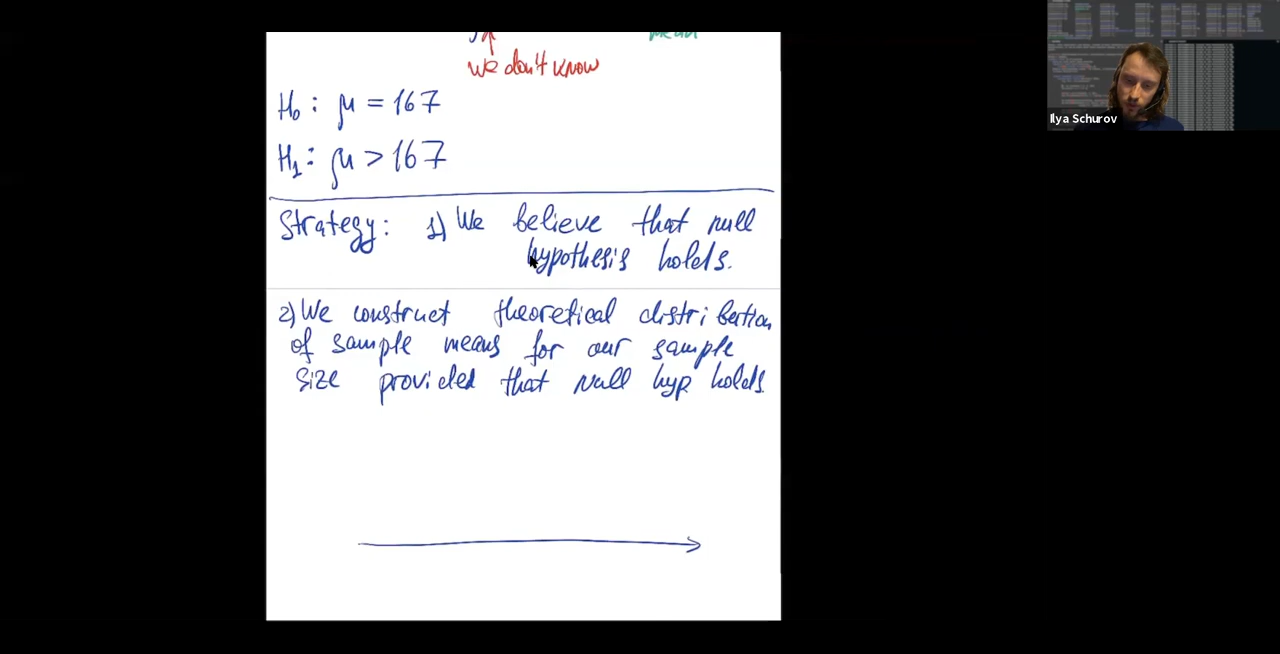 mean
we don't know
H₀: μ = 167
H₁: μ > 167
Strategy: 1) We believe that null
hypothesis holds.
2) We construct theoretical distribution
of sample means for our sample
size provided that null hyp. holds.
Ilya Schurov